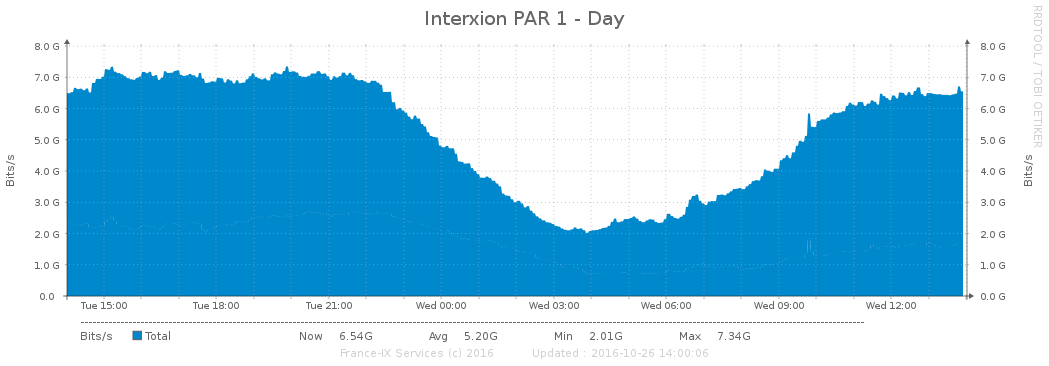 Interxion PAR 1 - Day
RRDTOOL / TOBI OETIKER
Bits/s
8.0 G 8.0 G
7.0 G 7.0 G
6.0 G 6.0 G
5.0 G 5.0 G
4.0 G 4.0 G
3.0 G 3.0 G
2.0 G 2.0 G
1.0 G 1.0 G
0.0 0.0 G
Bits/s
Tue 15:00 Tue 18:00 Tue 21:00 Wed 00:00 Wed 03:00 Wed 06:00 Wed 09:00 Wed 12:00
Bits/s Total Now 6.54G Avg 5.20G Min 2.01G Max 7.34G
France-IX Services (c) 2016 Updated : 2016-10-26 14:00:06